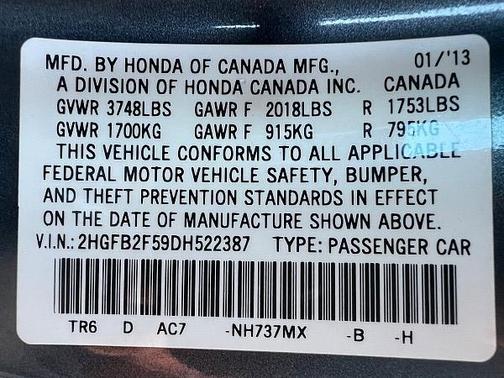 MFD. BY HONDA OF CANADA MFG., 01/'13
A DIVISION OF HONDA CANADA INC. CANADA
GVWR 3748LBS GAWR F 2018LBS R 1753LBS
GVWR 1700KG GAWR F 915KG R 795KG
THIS VEHICLE CONFORMS TO ALL APPLICABLE
FEDERAL MOTOR VEHICLE SAFETY, BUMPER,
AND THEFT PREVENTION STANDARDS IN EFFECT
ON THE DATE OF MANUFACTURE SHOWN ABOVE.
V.I.N.: 2HGFB2F59DH522387 TYPE: PASSENGER CAR
TR6 D AC7 -NH737MX -B -H